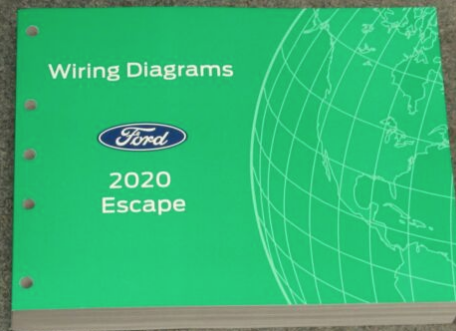 Wiring Diagrams
Ford
2020
Escape